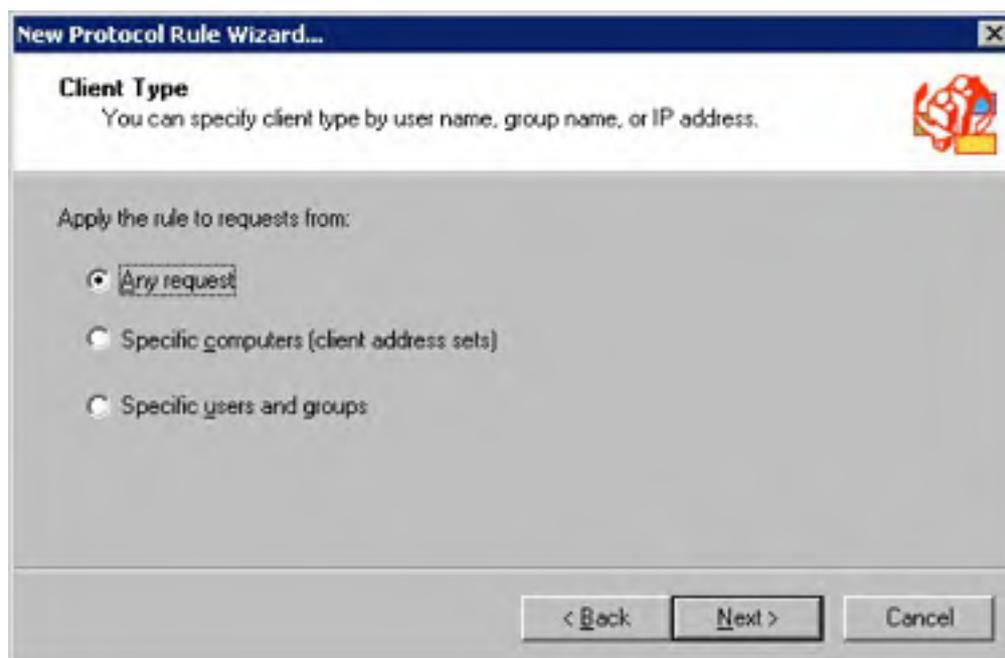 New Protocol Rule Wizard...
Client Type
You can specify client type by user name, group name, or IP address.
Apply the rule to requests from:
Any request
Specific computers (client address sets)
Specific users and groups
< Back
Next >
Cancel